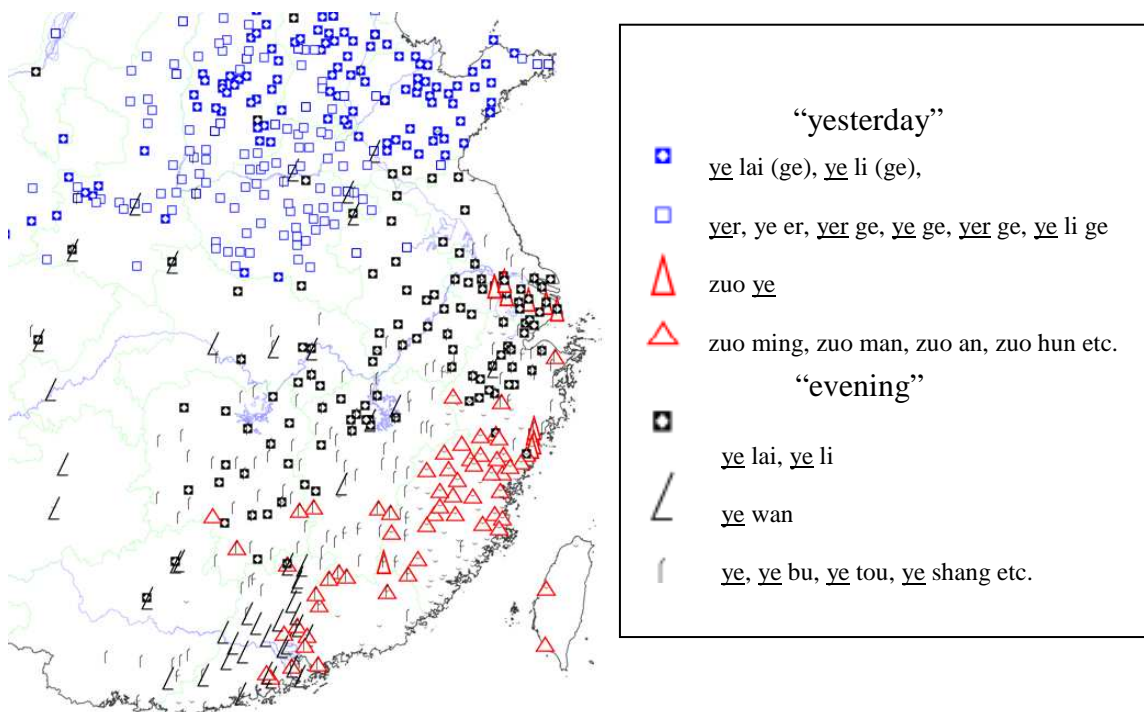 “yesterday”
ye lai (ge), ye li (ge),
yer, ye er, yer ge, ye ge, yer ge, ye li ge
zuo ye
zuo ming, zuo man, zuo an, zuo hun etc.
“evening”
ye lai, ye li
ye wan
ye, ye bu, ye tou, ye shang etc.